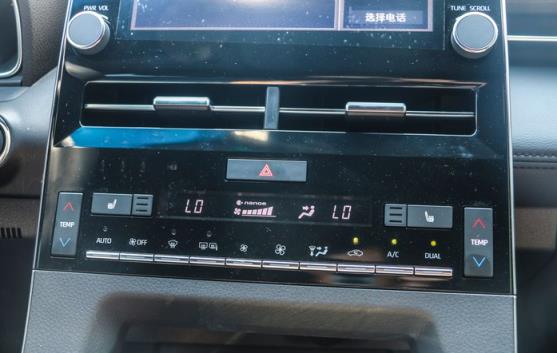 PWR VOL
TUNE SCROLL
选择电话
LO
nanoe
LO
TEMP
TEMP
AUTO
OFF
A/C
DUAL